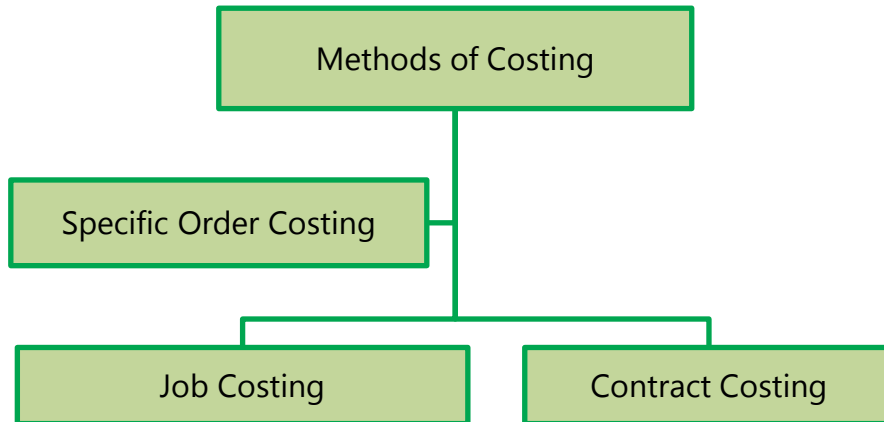 Methods of Costing
Specific Order Costing
Job Costing
Contract Costing